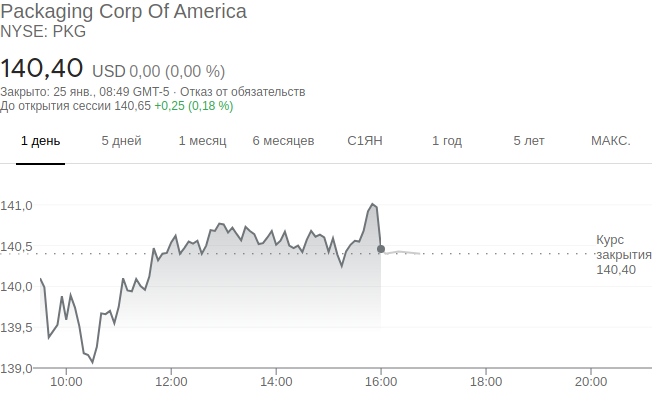 Packaging Corp Of America
NYSE: PKG
140,40 USD 0,00 (0,00 %)
Закрыто: 25 янв., 08:49 GMT-5 · Отказ от обязательств
До открытия сессии 140,65 +0,25 (0,18 %)
1 день 5 дней 1 месяц 6 месяцев С1ЯН 1 год 5 лет МАКС.
141,0
140,5
140,0
139,5
139,0
Курс
закрытия
140,40
10:00 12:00 14:00 16:00 18:00 20:00